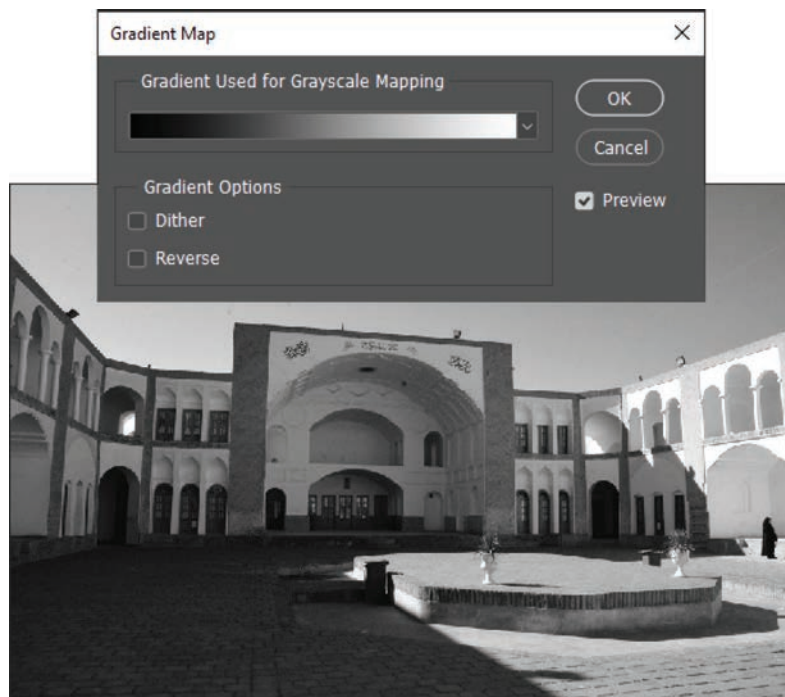 Gradient Map
Gradient Used for Grayscale Mapping
OK
Cancel
Gradient Options
Preview
Dither
Reverse